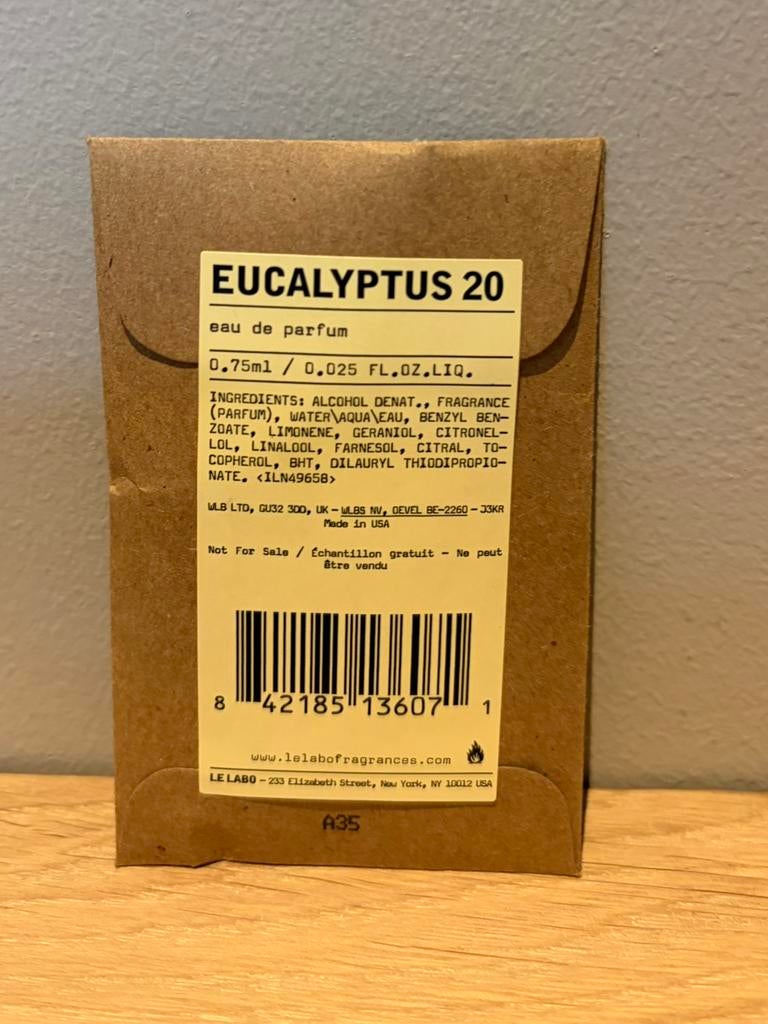 EUCALYPTUS 20
eau de parfum
0.75ml / 0.025 FL.OZ.LIQ.
INGREDIENTS: ALCOHOL DENAT., FRAGRANCE
(PARFUM), WATER\AQUA\EAU, BENZYL BEN-
ZOATE, LIMONENE, GERANIOL, CITRONEL-
LOL, LINALOOL, FARNESOL, CITRAL, TO-
COPHEROL, BHT, DILAURYL THIODIPROPIO-
NATE. <ILN49658>
WLB LTD, GU32 3DD, UK – WLBS NV, OEVEL BE-2260 – J3KR
Made in USA
Not For Sale / Échantillon gratuit – Ne peut
être vendu
8 42185 13607 1
www.lelabofragrances.com
LE LABO – 233 Elizabeth Street, New York, NY 10012 USA
A35